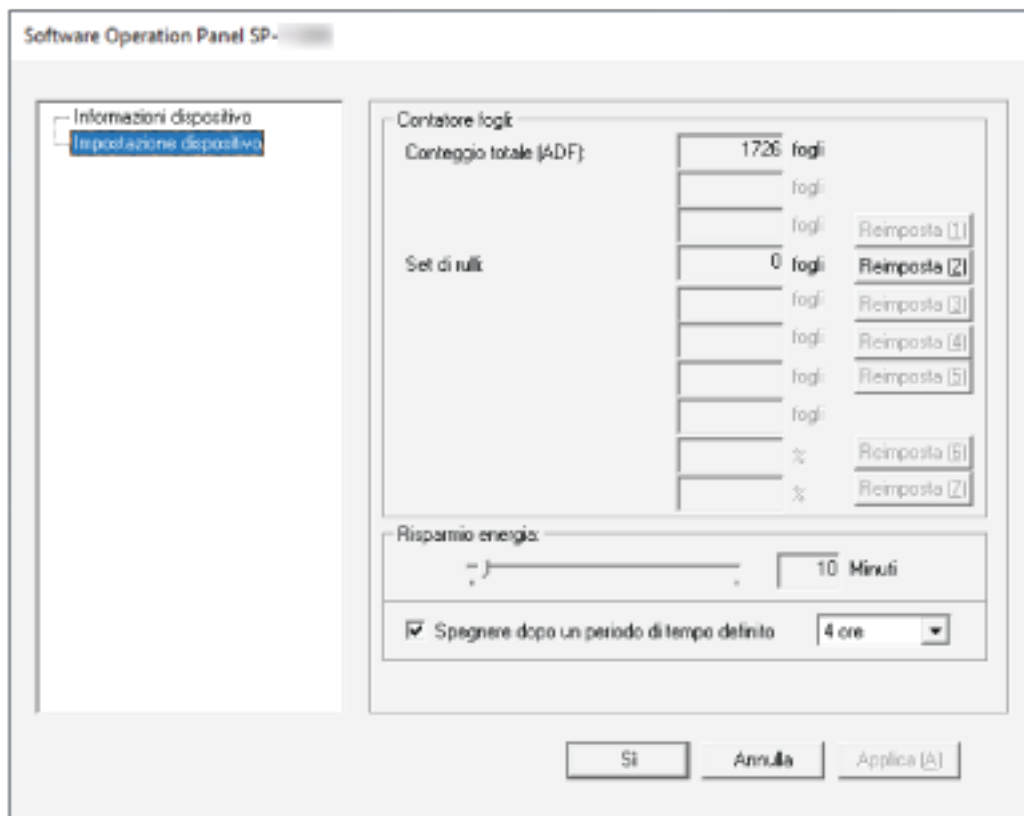 Software Operation Panel SP-
Informazioni dispositivo
Impostazione dispositivo
Contatore fogli:
Conteggio totale (ADF): 1726 fogli
fogli
fogli Reimposta (1)
Set di rulli: 0 fogli Reimposta (2)
fogli Reimposta (3)
fogli Reimposta (4)
fogli Reimposta (5)
fogli
% Reimposta (6)
% Reimposta (7)
Risparmio energia:
10 Minuti
Spegnere dopo un periodo di tempo definito 4 ore
Sì Annulla Applica (A)